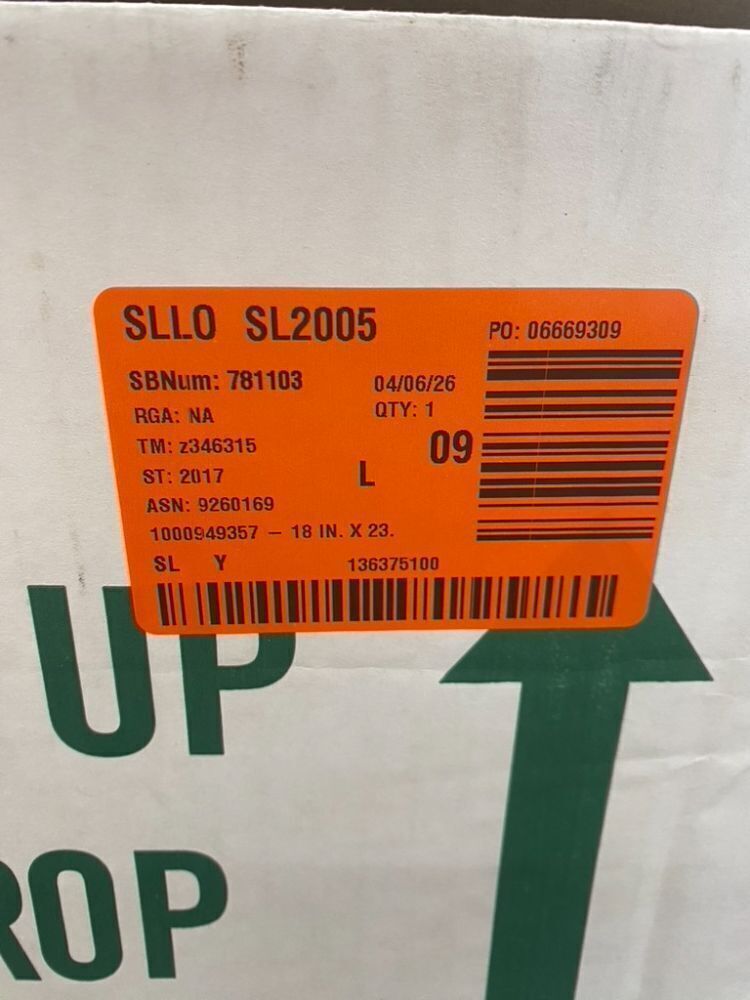 SLLO SL2005
PO: 06669309
SBNum: 781103
04/06/26
RGA: NA
QTY: 1
TM: z346315
09
ST: 2017
L
ASN: 9260169
1000949357 – 18 IN. X 23.
SL Y
136375100
UP
ROP